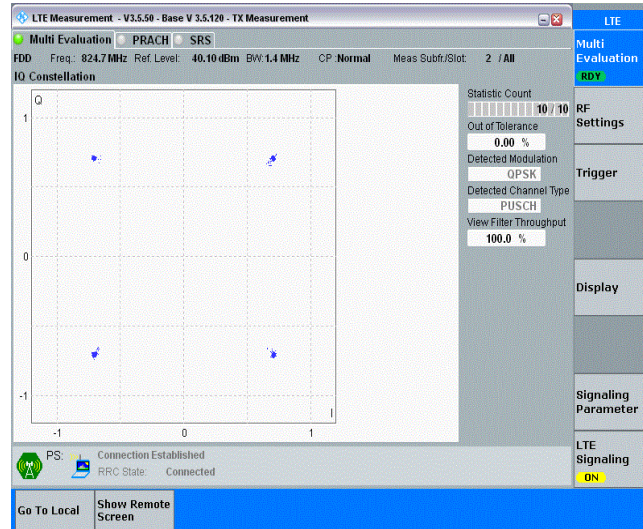 LTE Measurement - V3.5.50 - Base V 3.5.120 - TX Measurement
LTE
Multi Evaluation PRACH SRS
FDD Freq.: 824.7 MHz Ref. Level: 40.10 dBm BW: 1.4 MHz CP :Normal Meas Subfr./Slot: 2 / All
IQ Constellation
Q
1
0
-1
I
-1 0 1
Statistic Count
10 / 10
Out of Tolerance
0.00 %
Detected Modulation
QPSK
Detected Channel Type
PUSCH
View Filter Throughput
100.0 %
Multi
Evaluation
RDY
RF
Settings
Trigger
Display
Signaling
Parameter
LTE
Signaling
ON
PS: Connection Established
RRC State: Connected
Go To Local
Show Remote
Screen